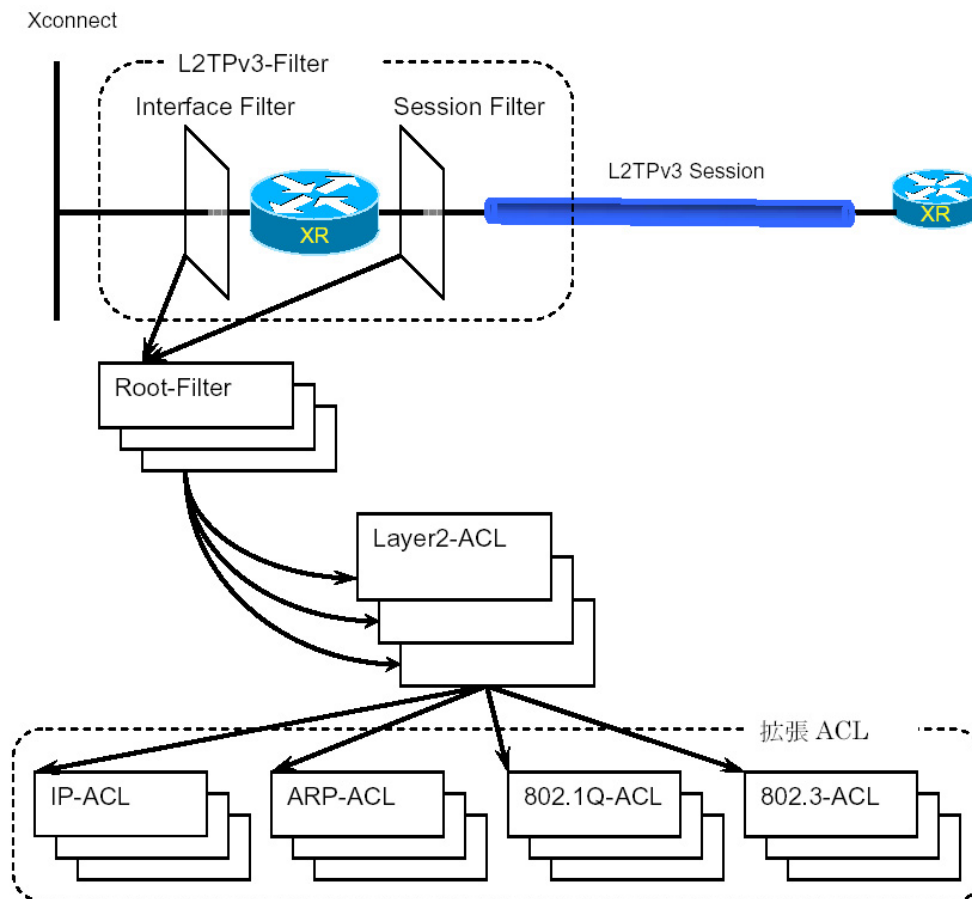 Xconnect
L2TPv3-Filter
Interface Filter
Session Filter
L2TPv3 Session
XR
XR
Root-Filter
Layer2-ACL
拡張 ACL
IP-ACL
ARP-ACL
802.1Q-ACL
802.3-ACL